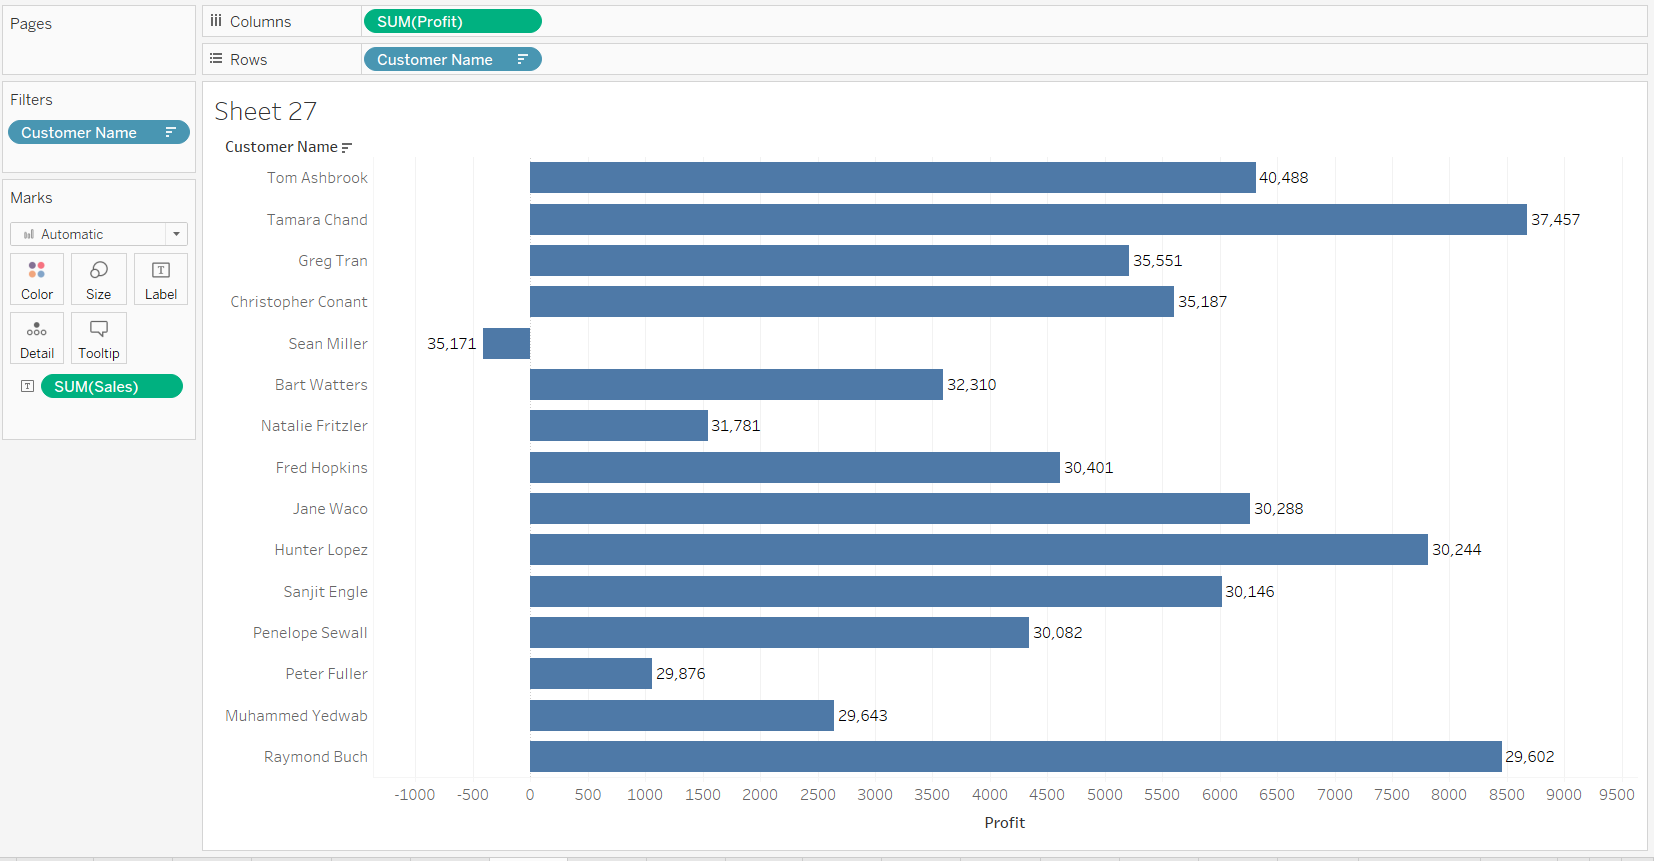 Pages
Columns SUM(Profit)
Rows Customer Name
Filters
Customer Name
Marks
Automatic
Color Size T Label
Detail Tooltip
T SUM(Sales)
Sheet 27
Customer Name
Tom Ashbrook 40,488
Tamara Chand 37,457
Greg Tran 35,551
Christopher Conant 35,187
Sean Miller 35,171
Bart Watters 32,310
Natalie Fritzler 31,781
Fred Hopkins 30,401
Jane Waco 30,288
Hunter Lopez 30,244
Sanjit Engle 30,146
Penelope Sewall 30,082
Peter Fuller 29,876
Muhammed Yedwab 29,643
Raymond Buch 29,602
-1000 -500 0 500 1000 1500 2000 2500 3000 3500 4000 4500 5000 5500 6000 6500 7000 7500 8000 8500 9000 9500
Profit